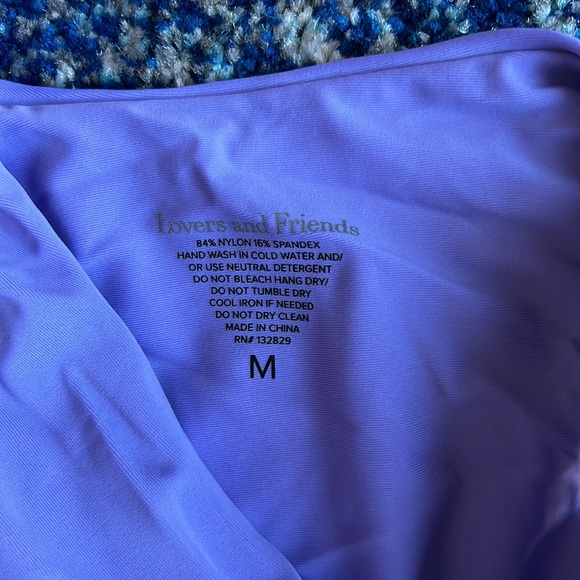 Lovers and Friends
84% NYLON 16% SPANDEX
HAND WASH IN COLD WATER AND/
OR USE NEUTRAL DETERGENT
DO NOT BLEACH HANG DRY/
DO NOT TUMBLE DRY
COOL IRON IF NEEDED
DO NOT DRY CLEAN
MADE IN CHINA
RN# 132829
M